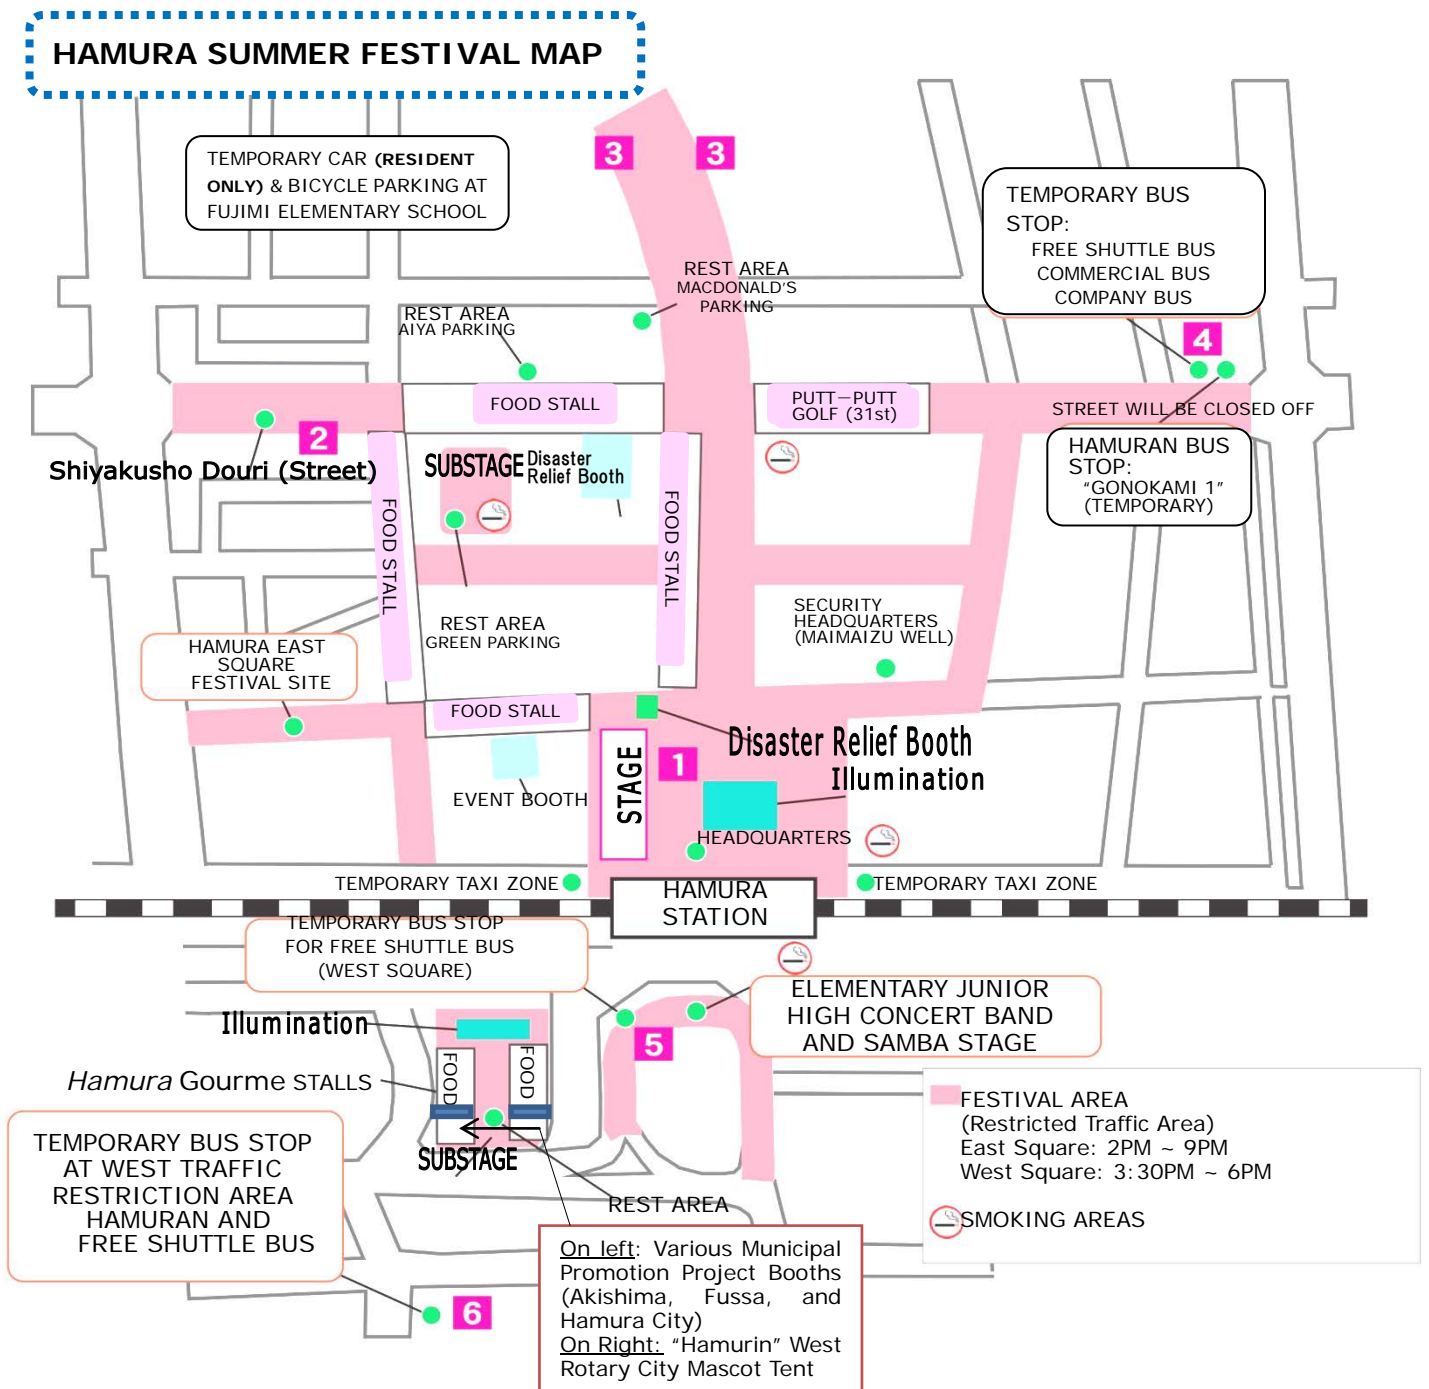 HAMURA SUMMER FESTIVAL MAP
TEMPORARY CAR (RESIDENT
ONLY) & BICYCLE PARKING AT
FUJIMI ELEMENTARY SCHOOL
3
3
TEMPORARY BUS
STOP:
FREE SHUTTLE BUS
COMMERCIAL BUS
COMPANY BUS
REST AREA
MACDONALD'S
PARKING
REST AREA
AIYA PARKING
4
FOOD STALL
PUTT−PUTT
GOLF (31st)
STREET WILL BE CLOSED OFF
2
Shiyakusho Douri (Street)
SUBSTAGE
Disaster
Relief Booth
HAMURAN BUS
STOP:
“GONOKAMI 1”
(TEMPORARY)
FOOD STALL
FOOD STALL
REST AREA
GREEN PARKING
SECURITY
HEADQUARTERS
(MAIMAIZU WELL)
HAMURA EAST
SQUARE
FESTIVAL SITE
FOOD STALL
STAGE
1
Disaster Relief Booth
Illumination
EVENT BOOTH
HEADQUARTERS
TEMPORARY TAXI ZONE
HAMURA
STATION
TEMPORARY TAXI ZONE
TEMPORARY BUS STOP
FOR FREE SHUTTLE BUS
(WEST SQUARE)
ELEMENTARY JUNIOR
HIGH CONCERT BAND
AND SAMBA STAGE
Illumination
5
FOOD
FOOD
Hamura Gourme STALLS
SUBSTAGE
REST AREA
TEMPORARY BUS STOP
AT WEST TRAFFIC
RESTRICTION AREA
HAMURAN AND
FREE SHUTTLE BUS
6
FESTIVAL AREA
(Restricted Traffic Area)
East Square: 2PM ~ 9PM
West Square: 3:30PM ~ 6PM
SMOKING AREAS
On left: Various Municipal
Promotion Project Booths
(Akishima, Fussa, and
Hamura City)
On Right: “Hamurin” West
Rotary City Mascot Tent